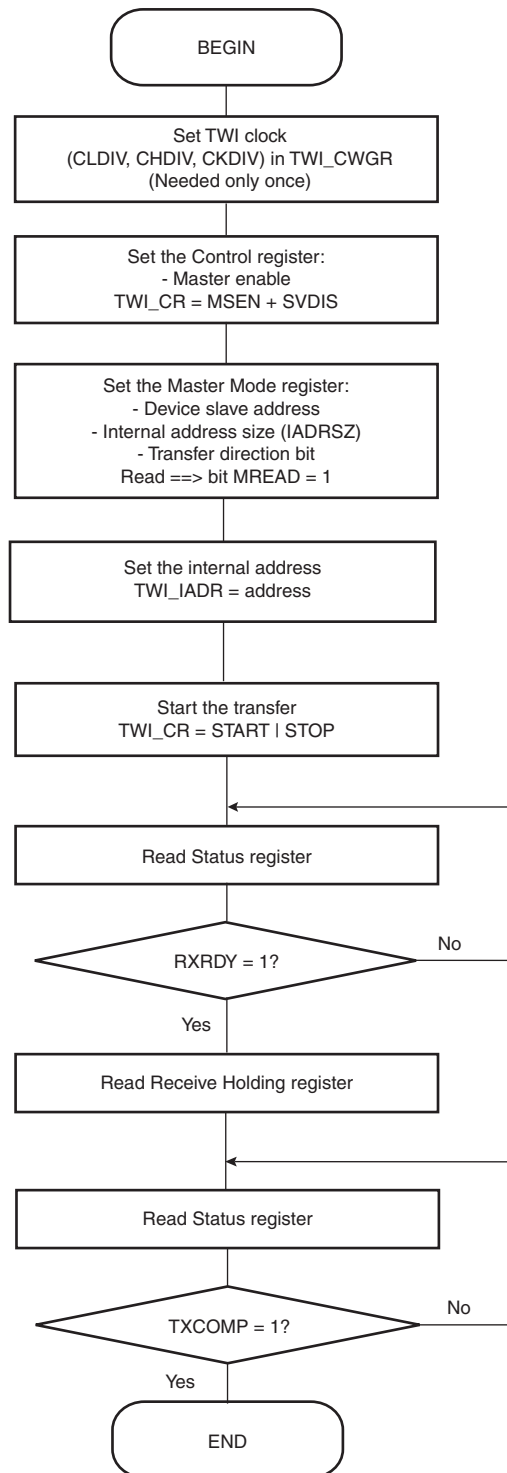 BEGIN
Set TWI clock
(CLDIV, CHDIV, CKDIV) in TWI_CWGR
(Needed only once)
Set the Control register:
- Master enable
TWI_CR = MSEN + SVDIS
Set the Master Mode register:
- Device slave address
- Internal address size (IADRSZ)
- Transfer direction bit
Read ==> bit MREAD = 1
Set the internal address
TWI_IADR = address
Start the transfer
TWI_CR = START | STOP
Read Status register
RXRDY = 1?
No
Yes
Read Receive Holding register
Read Status register
TXCOMP = 1?
No
Yes
END